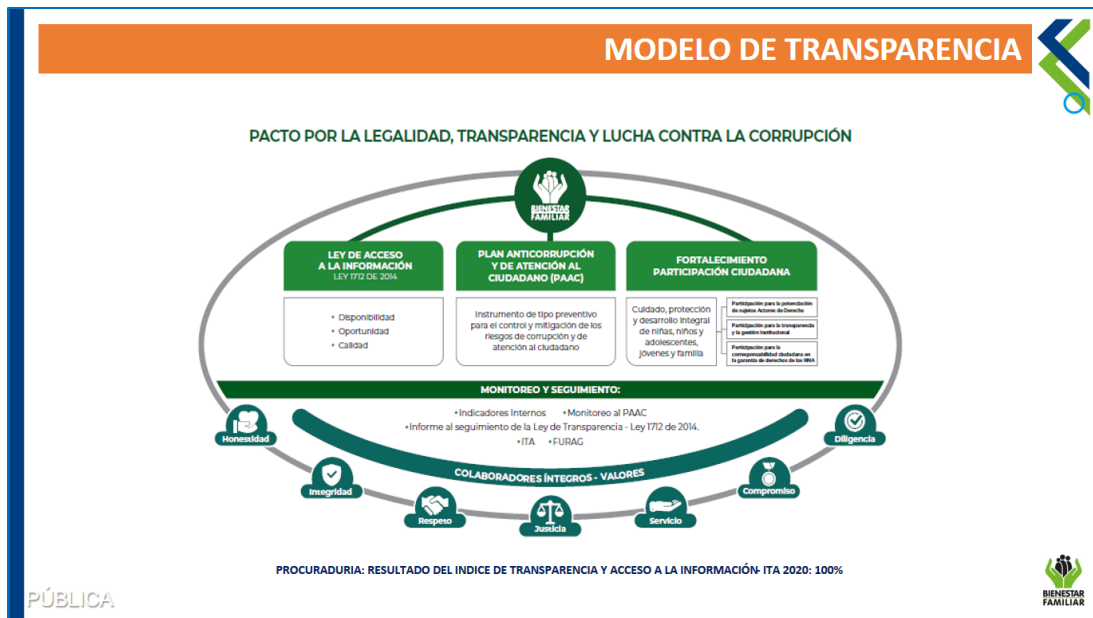 MODELO DE TRANSPARENCIA
PACTO POR LA LEGALIDAD, TRANSPARENCIA Y LUCHA CONTRA LA CORRUPCIÓN
BIENESTAR
FAMILIAR
LEY DE ACCESO
A LA INFORMACIÓN
LEY 1712 DE 2014
• Disponibilidad
• Oportunidad
• Calidad
PLAN ANTICORRUPCIÓN
Y DE ATENCIÓN AL
CIUDADANO (PAAC)
Instrumento de tipo preventivo
para el control y mitigación de los
riesgos de corrupción y de
atención al ciudadano
FORTALECIMIENTO
PARTICIPACIÓN CIUDADANA
Cuidado, protección
y desarrollo integral
de niñas, niños y
adolescentes,
jóvenes y familia
Participación para la potenciación
de sujetos Actores de Derecho
Participación para la transparencia
y la gestión institucional
Participación para la
corresponsabilidad ciudadana en
la garantía de derechos de los NNA
MONITOREO Y SEGUIMIENTO:
• Indicadores Internos • Monitoreo al PAAC
• Informe al seguimiento de la Ley de Transparencia - Ley 1712 de 2014.
• ITA • FURAG
COLABORADORES ÍNTEGROS - VALORES
Honestidad
Integridad
Respeto
Justicia
Servicio
Compromiso
Diligencia
PROCURADURIA: RESULTADO DEL INDICE DE TRANSPARENCIA Y ACCESO A LA INFORMACIÓN- ITA 2020: 100%
PÚBLICA
BIENESTAR
FAMILIAR